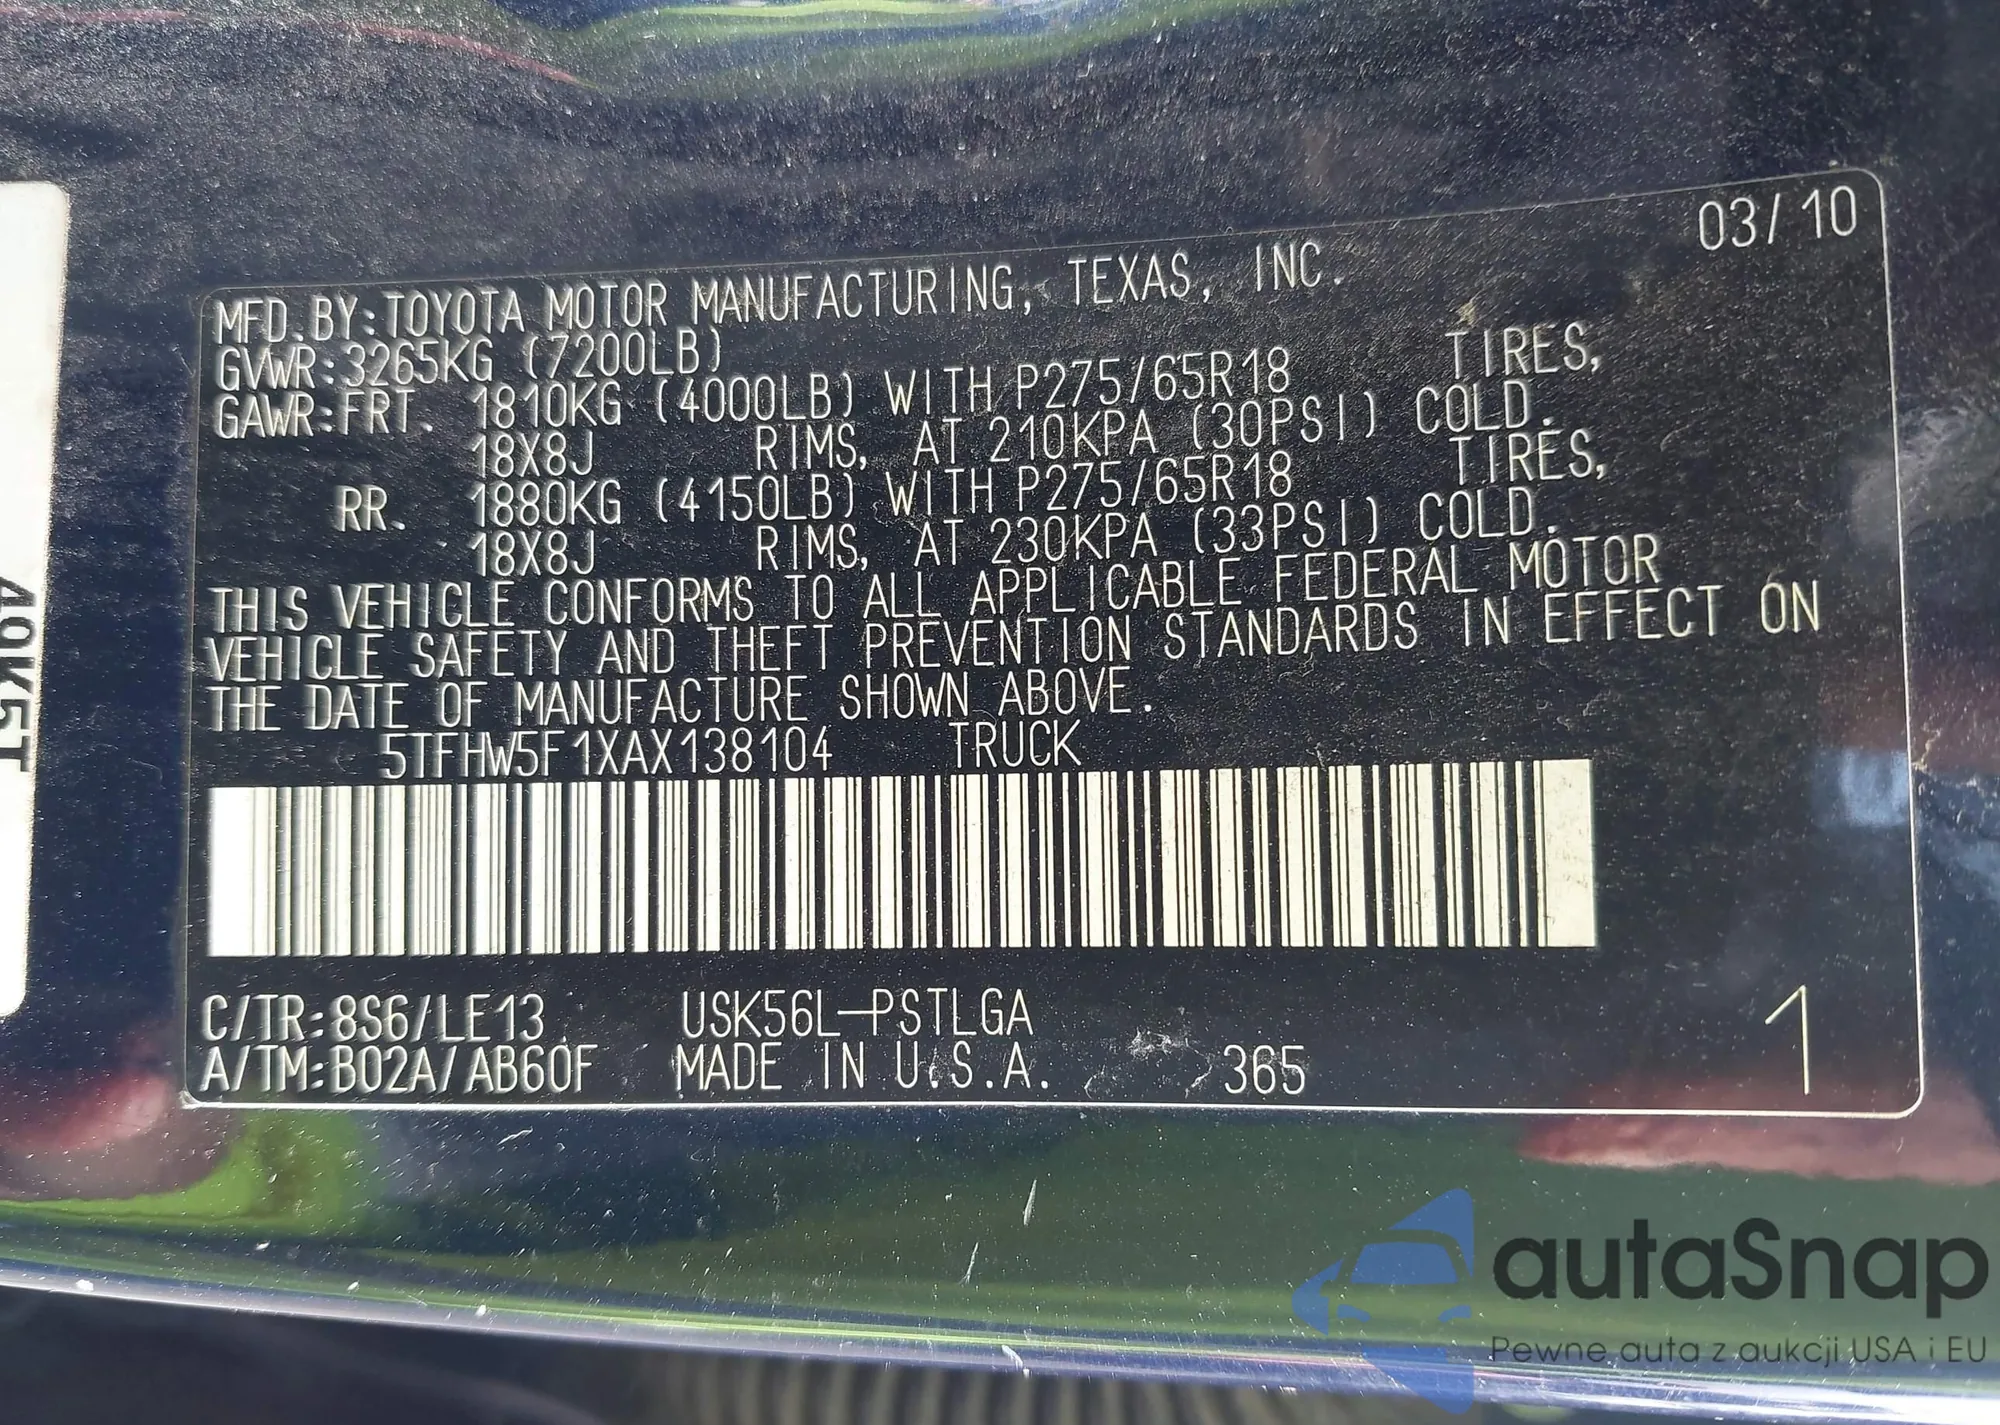 03/10
MFD.BY:TOYOTA MOTOR MANUFACTURING, TEXAS, INC.
GVWR:3265KG (7200LB)
GAWR:FRT. 1810KG (4000LB) WITH P275/65R18 TIRES,
18X8J RIMS, AT 210KPA (30PSI) COLD.
RR. 1880KG (4150LB) WITH P275/65R18 TIRES,
18X8J RIMS, AT 230KPA (33PSI) COLD.
THIS VEHICLE CONFORMS TO ALL APPLICABLE FEDERAL MOTOR
VEHICLE SAFETY AND THEFT PREVENTION STANDARDS IN EFFECT ON
THE DATE OF MANUFACTURE SHOWN ABOVE.
5TFHW5F1XAX138104 TRUCK
C/TR:8S6/LE13 USK56L-PSTLGA
A/TM:B02A/AB60F MADE IN U.S.A. 365
1
autaSnap
Pewne auta z aukcji USA i EU